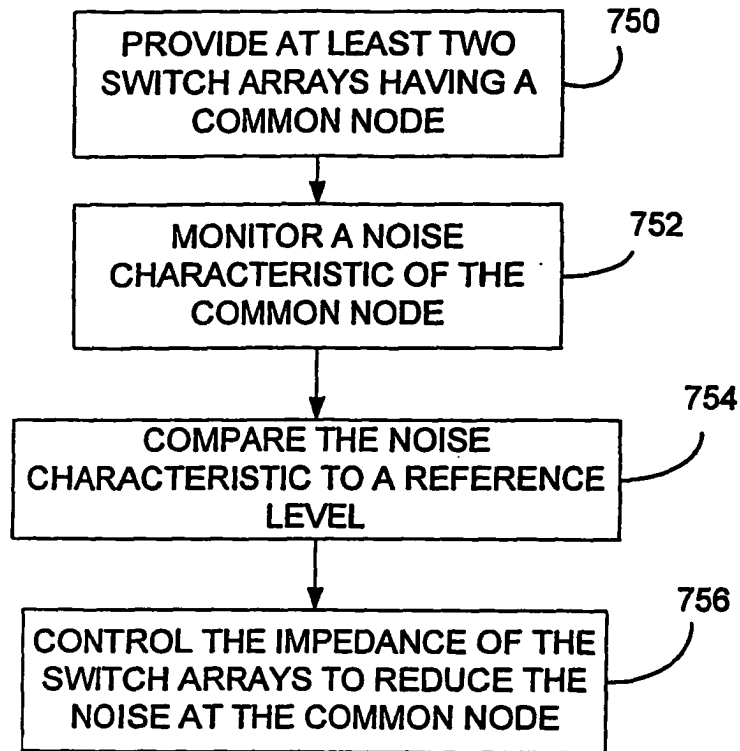 PROVIDE AT LEAST TWO
SWITCH ARRAYS HAVING A
COMMON NODE
750
MONITOR A NOISE
CHARACTERISTIC OF THE
COMMON NODE
752
COMPARE THE NOISE
CHARACTERISTIC TO A REFERENCE
LEVEL
754
CONTROL THE IMPEDANCE OF THE
SWITCH ARRAYS TO REDUCE THE
NOISE AT THE COMMON NODE
756